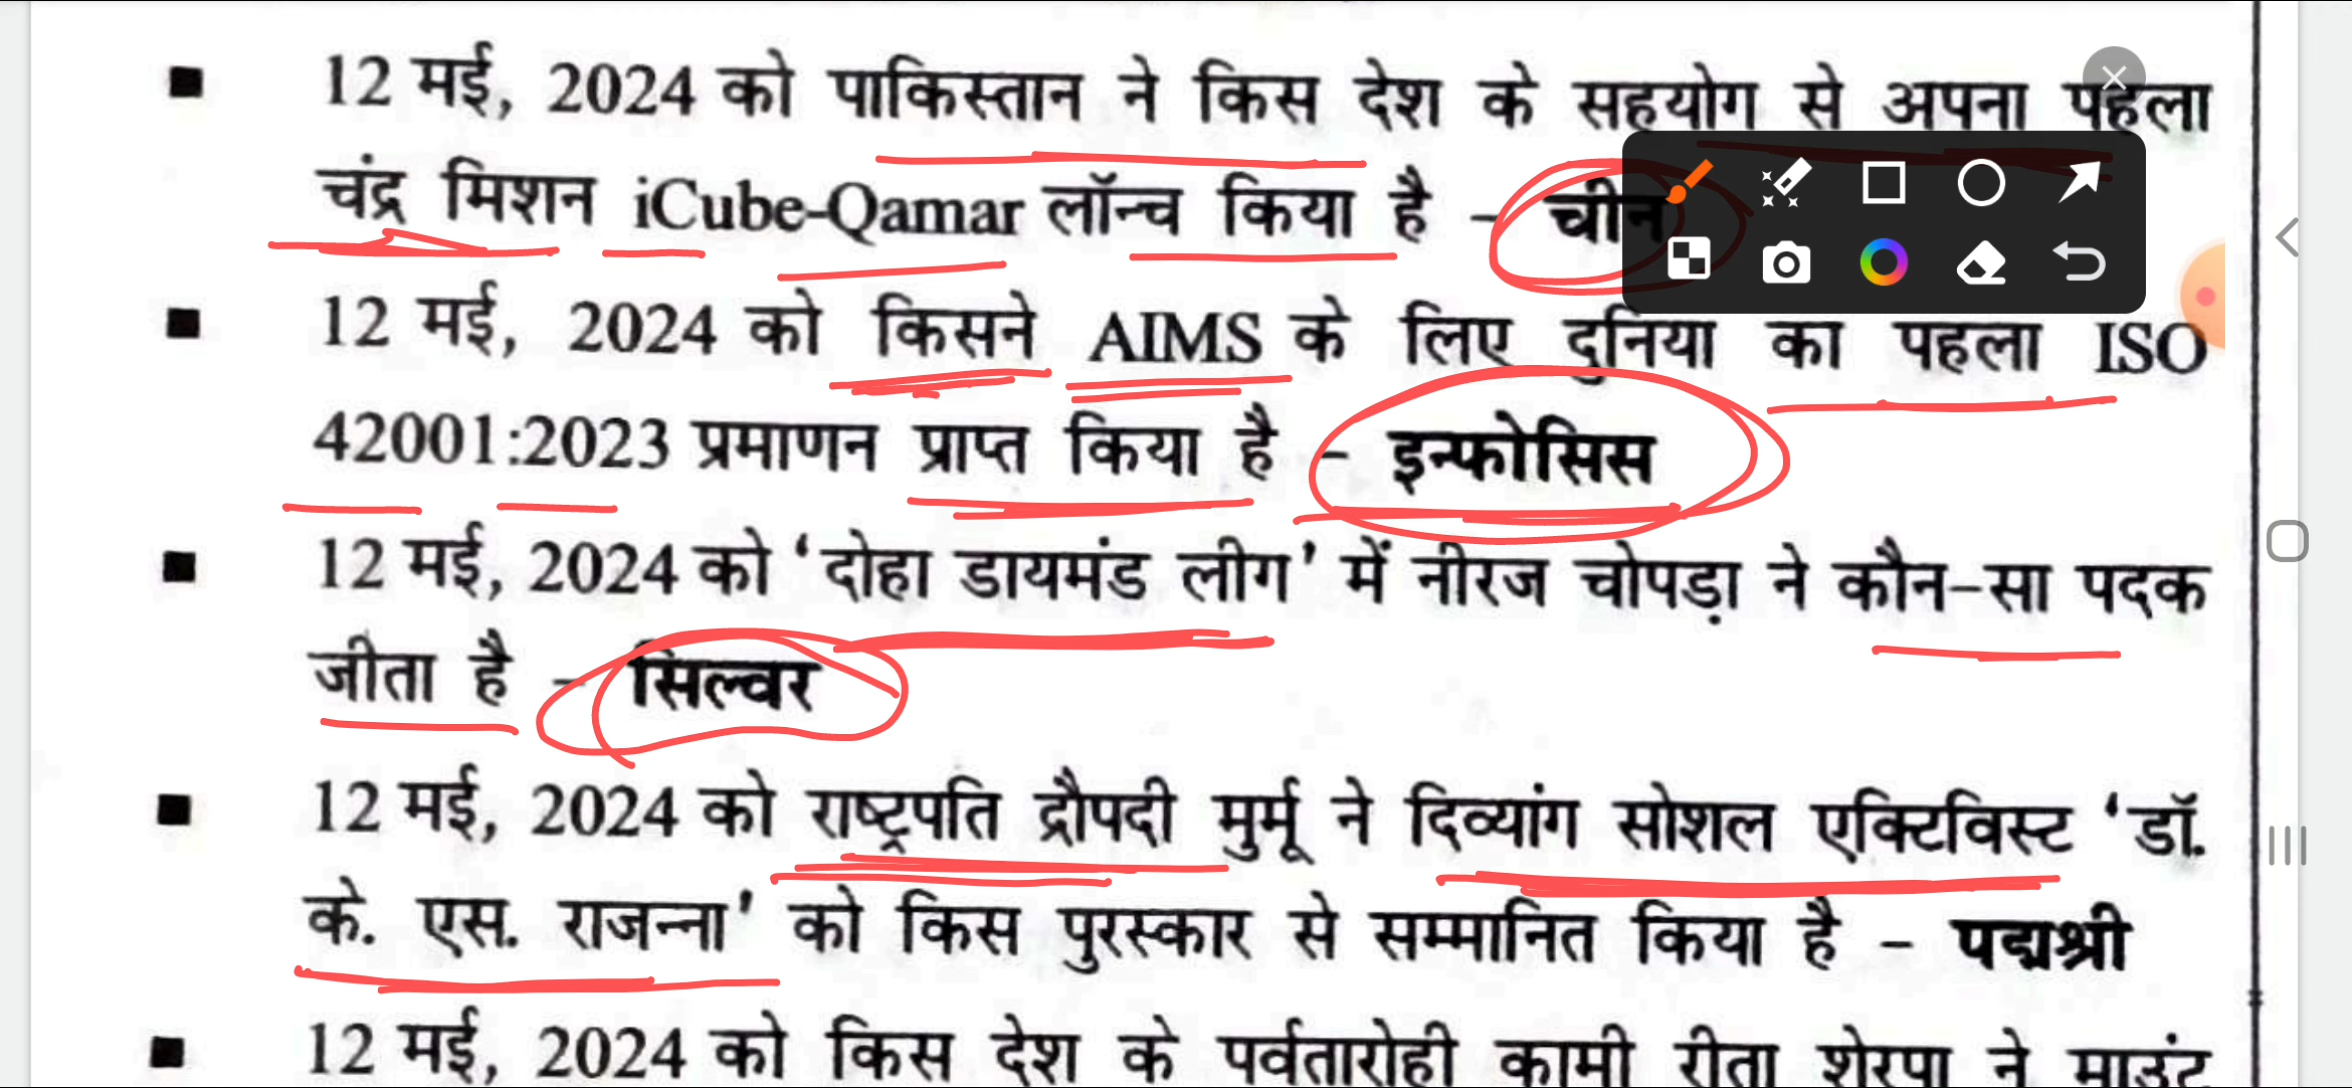 ■ 12 मई, 2024 को पाकिस्तान ने किस देश के सहयोग से अपना पहला
चंद्र मिशन iCube-Qamar लॉन्च किया है – चीन
■ 12 मई, 2024 को किसने AIMS के लिए दुनिया का पहला ISO
42001:2023 प्रमाणन प्राप्त किया है – इन्फोसिस
■ 12 मई, 2024 को ‘दोहा डायमंड लीग’ में नीरज चोपड़ा ने कौन-सा पदक
जीता है – सिल्वर
■ 12 मई, 2024 को राष्ट्रपति द्रौपदी मुर्मू ने दिव्यांग सोशल एक्टिविस्ट ‘डॉ.
के. एस. राजन्ना’ को किस पुरस्कार से सम्मानित किया है – पद्मश्री
■ 12 मई, 2024 को किस देश के पर्वतारोही कामी रीता शेरपा ने माउंट